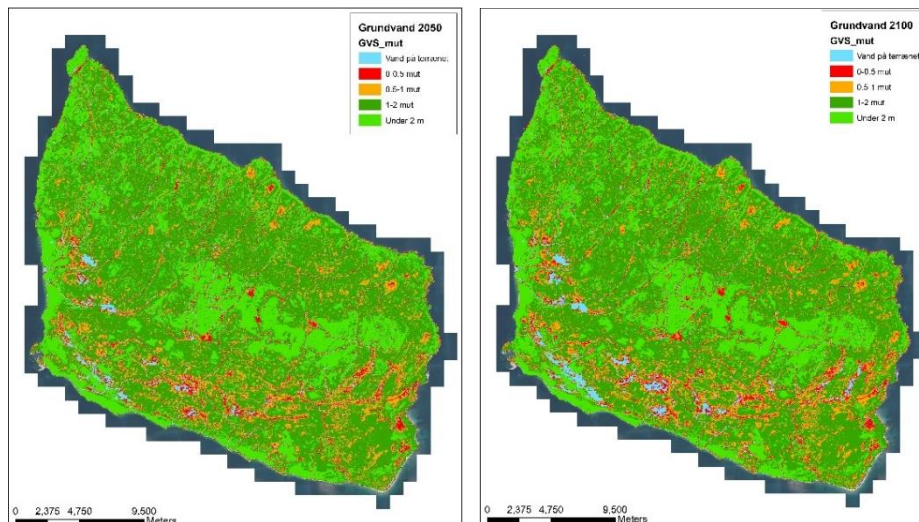 Grundvand 2050
GVS_mut
Vand på terrænet
0-0.5 mut
0.5-1 mut
1-2 mut
Under 2 m
0 2,375 4,750 9,500
Meters
Grundvand 2100
GVS_mut
Vand på terrænet
0-0.5 mut
0.5-1 mut
1-2 mut
Under 2 m
0 2,375 4,750 9,500
Meters